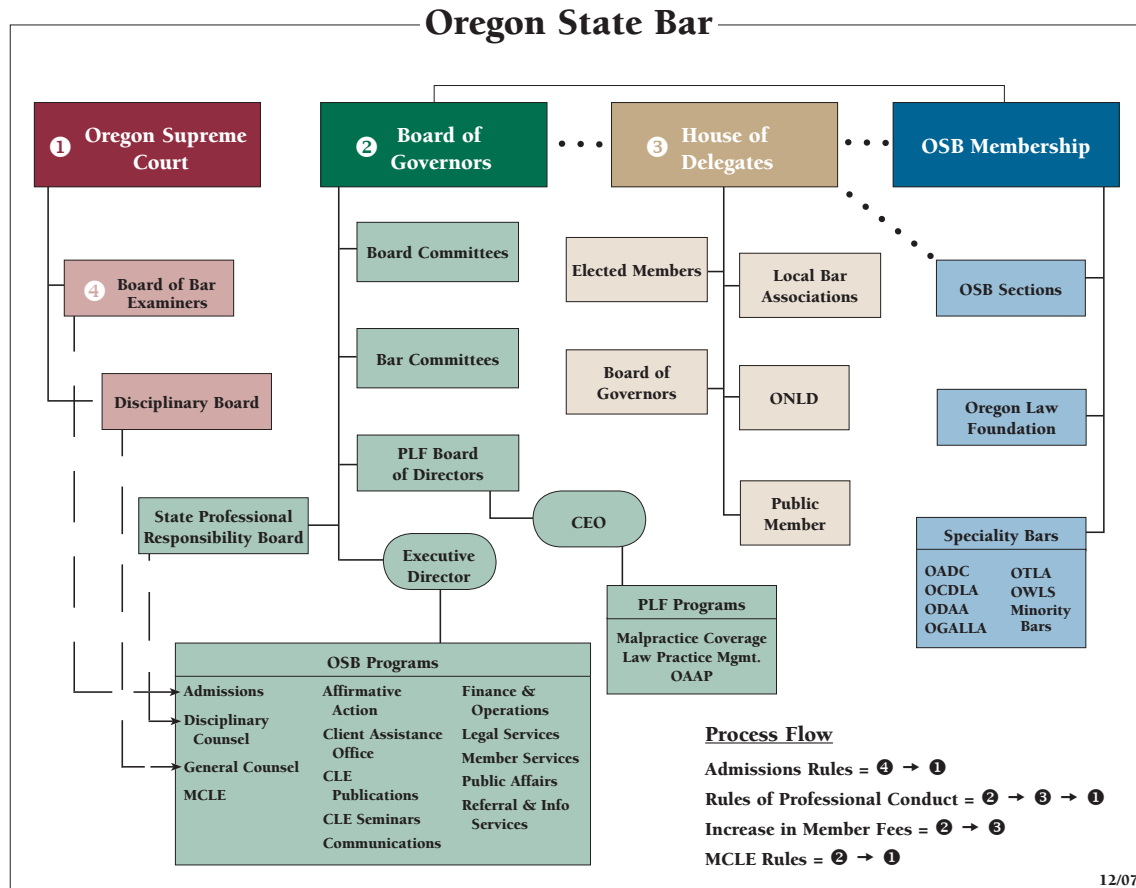 Oregon State Bar
❶ Oregon Supreme
Court
❷ Board of
Governors
❸ House of
Delegates
OSB Membership
❹ Board of Bar
Examiners
Disciplinary Board
Board Committees
Bar Committees
PLF Board
of Directors
State Professional
Responsibility Board
Executive
Director
CEO
Elected Members
Local Bar
Associations
Board of
Governors
ONLD
Public
Member
OSB Sections
Oregon Law
Foundation
Speciality Bars
OADC
OCDLA
ODAA
OGALLA
OTLA
OWLS
Minority
Bars
PLF Programs
Malpractice Coverage
Law Practice Mgmt.
OAAP
OSB Programs
Admissions
Disciplinary
Counsel
General Counsel
MCLE
Affirmative
Action
Client Assistance
Office
CLE
Publications
CLE Seminars
Communications
Finance &
Operations
Legal Services
Member Services
Public Affairs
Referral & Info
Services
Process Flow
Admissions Rules = ❹ → ❶
Rules of Professional Conduct = ❷ → ❸ → ❶
Increase in Member Fees = ❷ → ❸
MCLE Rules = ❷ → ❶
12/07